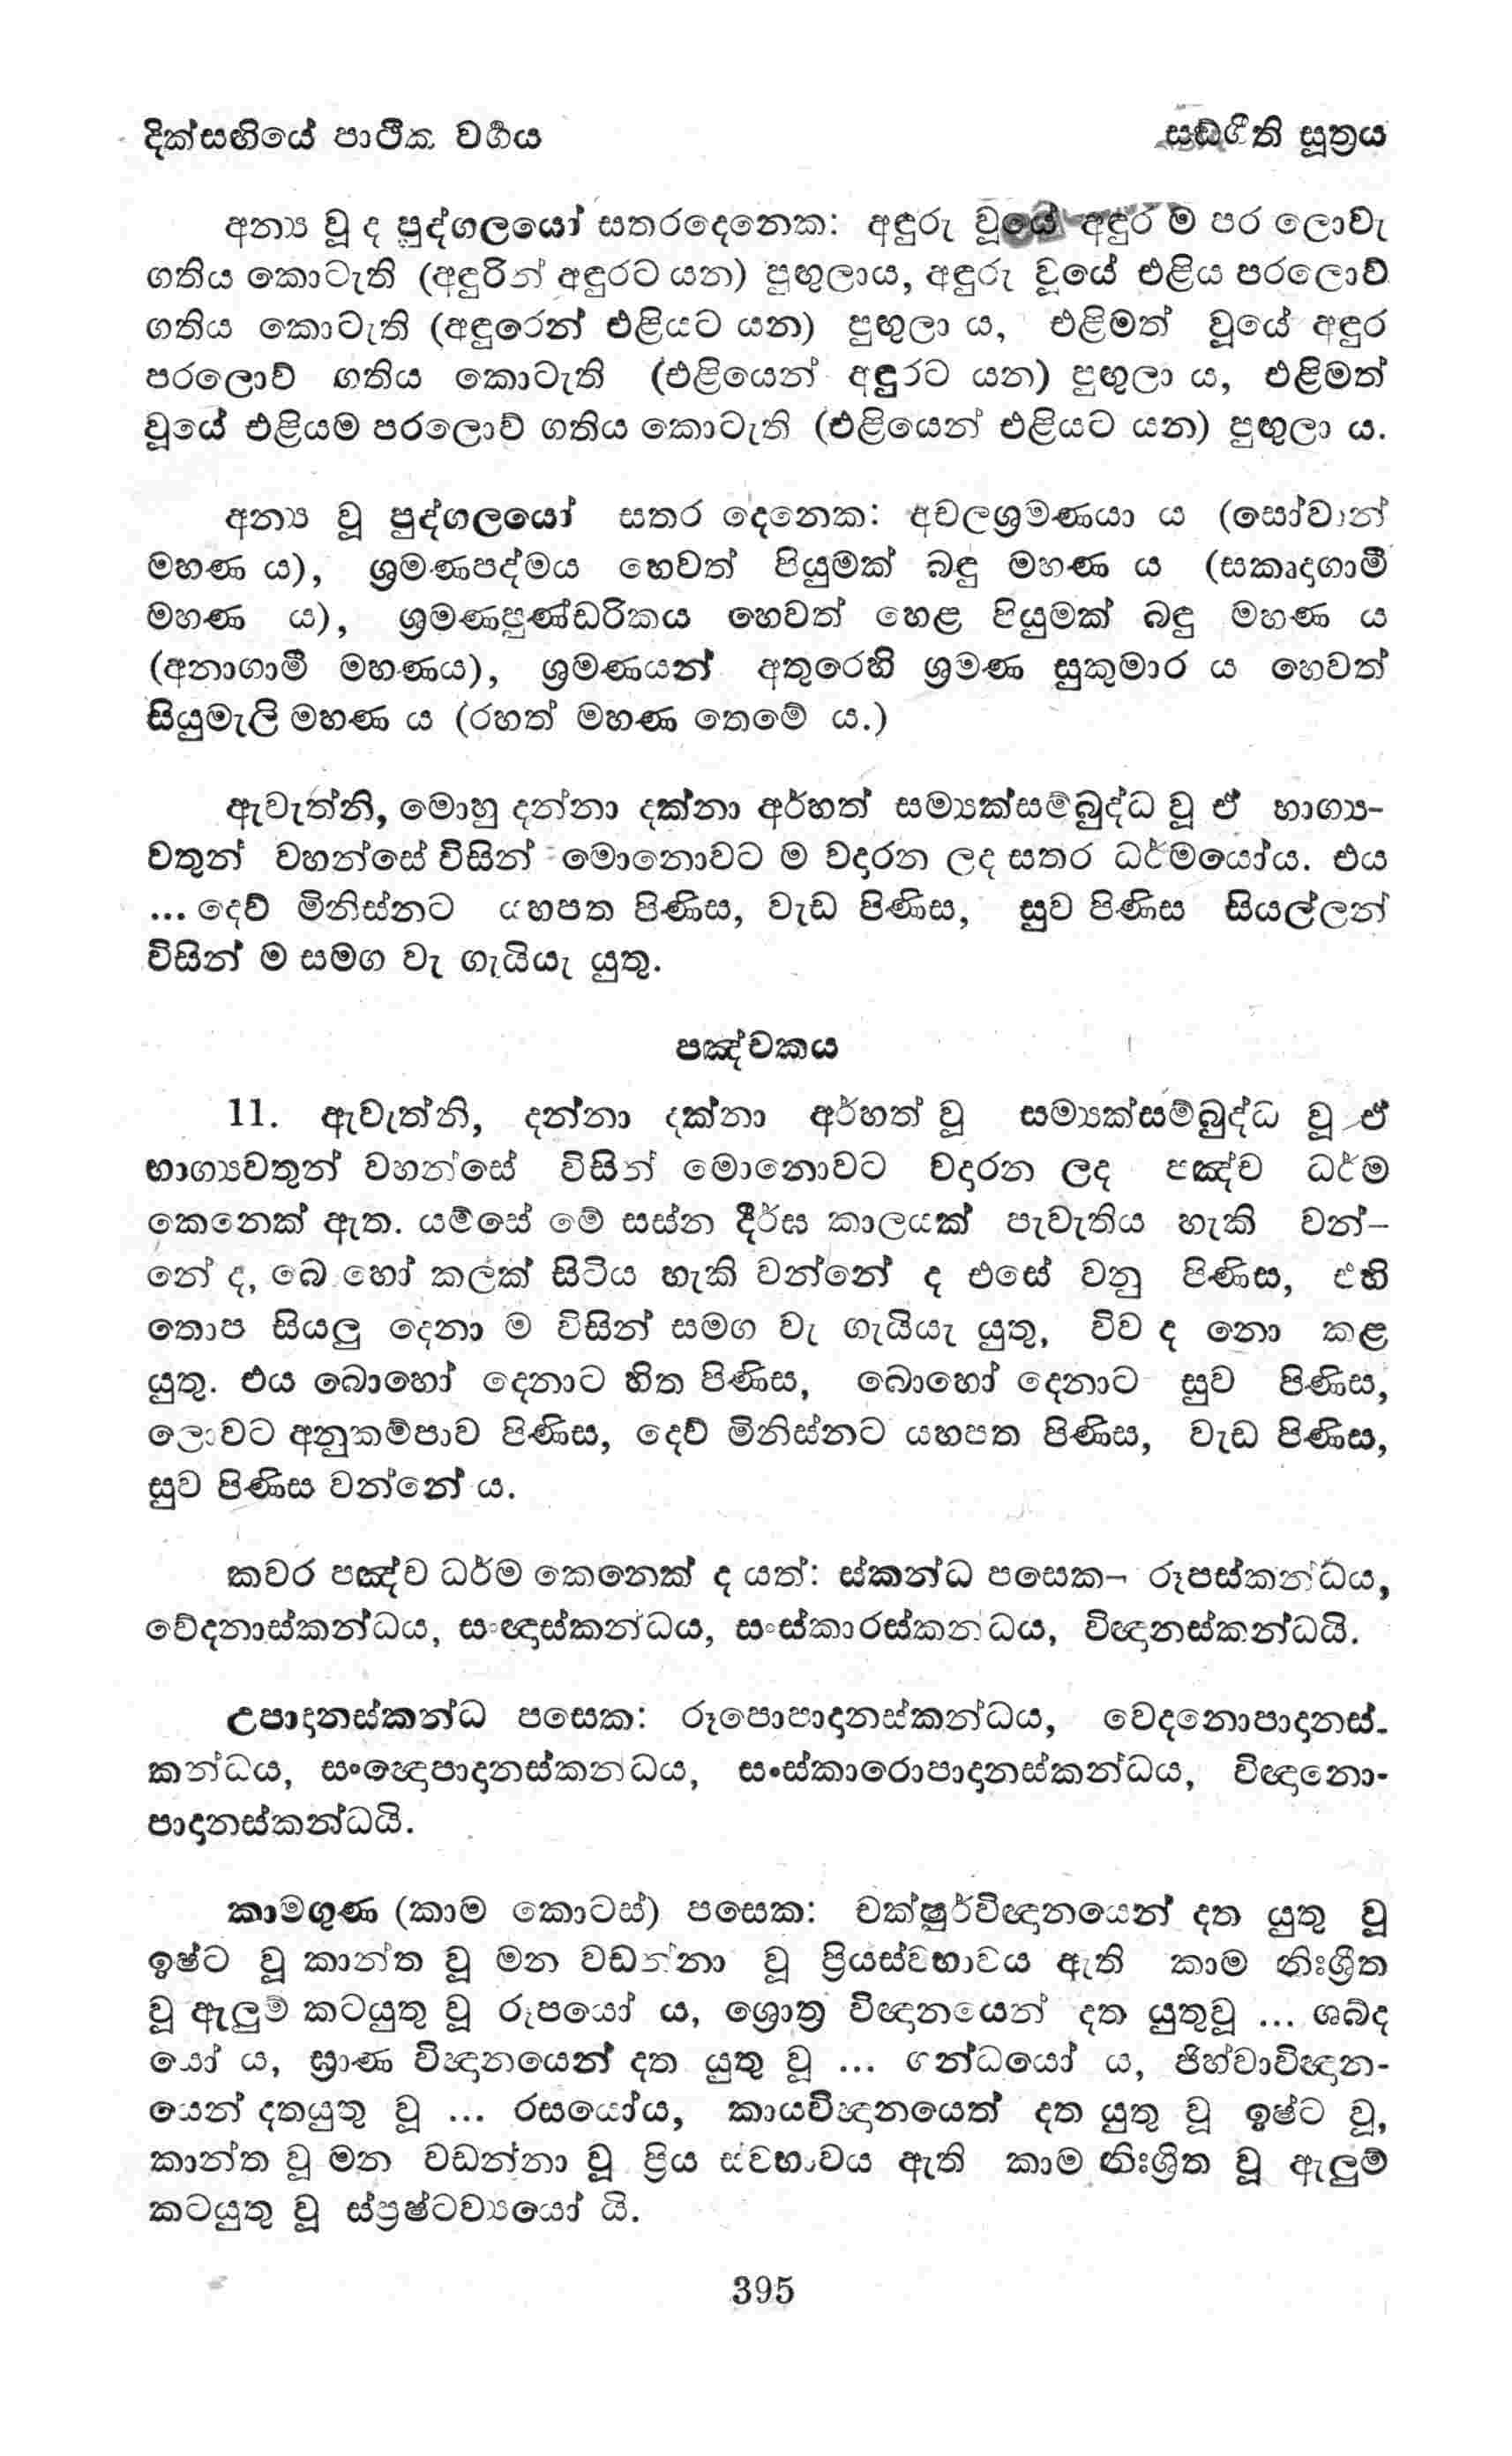 දික්සඟියේ පාථික වර්‍ගය
සඞ්ගීති සූත්‍රය
අන්‍ය වූ ද පුද්ගලයෝ සතරදෙනෙක: අඳුරු වූයේ අඳුර ම පර ලොවැ
ගතිය කොටැති (අඳුරින් අඳුරට යන) පුඟුලාය, අඳුරු වූයේ එළිය පරලොව්
ගතිය කොටැති (අඳුරෙන් එළියට යන) පුඟුලා ය, එළිමත් වූයේ අඳුර
පරලොව් ගතිය කොටැති (එළියෙන් අඳුරට යන) පුඟුලා ය, එළිමත්
වූයේ එළියම පරලොව් ගතිය කොටැති (එළියෙන් එළියට යන) පුඟුලා ය.
අන්‍ය වූ පුද්ගලයෝ සතර දෙනෙක: අචලශ්‍රමණයා ය (සෝවාන්
මහණ ය), ශ්‍රමණපද්මය හෙවත් පියුමක් බඳු මහණ ය (සකෘදාගාමී
මහණ ය), ශ්‍රමණපුණ්ඩරිකය හෙවත් හෙළ පියුමක් බඳු මහණ ය
(අනාගාමී මහණය), ශ්‍රමණයන් අතුරෙහි ශ්‍රමණ සුකුමාර ය හෙවත්
සියුමැලි මහණ ය (රහත් මහණ තෙමේ ය.)
ඇවැත්නි, මොහු දන්නා දක්නා අර්හත් සම්‍යක්සම්බුද්ධ වූ ඒ භාග්‍ය-
වතුන් වහන්සේ විසින් මොනොවට ම වදාරන ලද සතර ධර්මයෝය. එය
... දෙව් මිනිස්නට යහපත පිණිස, වැඩ පිණිස, සුව පිණිස සියල්ලන්
විසින් ම සමග වැ ගැයියැ යුතු.
පඤ්චකය
11. ඇවැත්නි, දන්නා දක්නා අර්හත් වූ සම්‍යක්සම්බුද්ධ වූ ඒ
භාග්‍යවතුන් වහන්සේ විසින් මොනොවට වදාරන ලද පඤ්ච ධර්ම
කෙනෙක් ඇත. යම්සේ මේ සස්න දීර්ඝ කාලයක් පැවැතිය හැකි වන්-
නේ ද, බොහෝ කලක් සිටිය හැකි වන්නේ ද එසේ වනු පිණිස, එහි
තොප සියලු දෙනා ම විසින් සමග වැ ගැයියැ යුතු, විව ද නො කළ
යුතු. එය බොහෝ දෙනාට හිත පිණිස, බොහෝ දෙනාට සුව පිණිස,
ලොවට අනුකම්පාව පිණිස, දෙව් මිනිස්නට යහපත පිණිස, වැඩ පිණිස,
සුව පිණිස වන්නේ ය.
කවර පඤ්ච ධර්ම කෙනෙක් ද යත්: ස්කන්ධ පසෙක- රූපස්කන්ධය,
වේදනාස්කන්ධය, සංඥාස්කන්ධය, සංස්කාරස්කන්ධය, විඥානස්කන්ධයි.
උපාදානස්කන්ධ පසෙක: රූපොපාදානස්කන්ධය, වෙදනොපාදානස්-
කන්ධය, සංඥොපාදානස්කන්ධය, සංස්කාරොපාදානස්කන්ධය, විඥානො-
පාදානස්කන්ධයි.
කාමගුණ (කාම කොටස්) පසෙක: චක්ෂුර්විඥානයෙන් දත යුතු වූ
ඉෂ්ට වූ කාන්ත වූ මන වඩන්නා වූ ප්‍රියස්වභාවය ඇති කාම නිඃශ්‍රීත
වූ ඇලුම් කටයුතු වූ රූපයෝ ය, ශ්‍රොත්‍ර විඥානයෙන් දත යුතුවූ ... ශබ්ද
යෝ ය, ඝ්‍රාණ විඥානයෙන් දත යුතු වූ ... ගන්ධයෝ ය, ජිහ්වාවිඥාන-
යෙන් දතයුතු වූ ... රසයෝය, කායවිඥානයෙන් දත යුතු වූ ඉෂ්ට වූ,
කාන්ත වූ මන වඩන්නා වූ ප්‍රිය ස්වභාවය ඇති කාම නිඃශ්‍රිත වූ ඇලුම්
කටයුතු වූ ස්ප්‍රෂ්ටව්‍යයෝ යි.
395